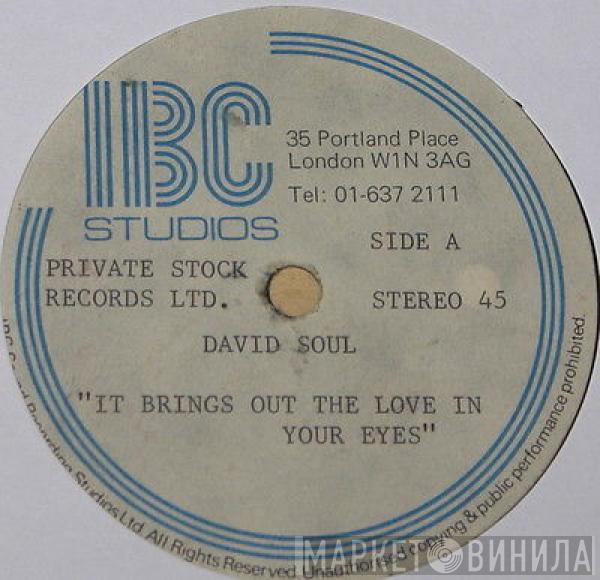 IBC
STUDIOS
35 Portland Place
London W1N 3AG
Tel: 01-637 2111
SIDE A
PRIVATE STOCK
RECORDS LTD.
STEREO 45
DAVID SOUL
"IT BRINGS OUT THE LOVE IN
YOUR EYES"
Recording Studios Ltd. All Rights Reserved. Unauthorised copying & public performance prohibited.
МАРКЕТ ВИНИЛА